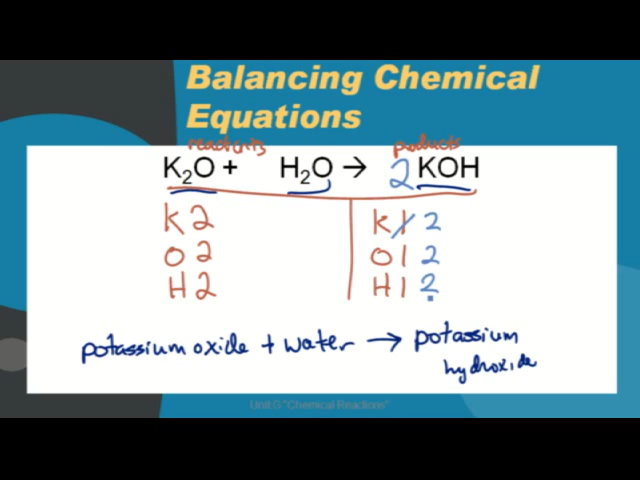 Balancing Chemical
Equations
reactants products
K₂O + H₂O → 2 KOH
K 2 K 1 2
O 2 O 1 2
H 2 H 1 2
potassium oxide + water → potassium
hydroxide
Unit: "Chemical Reactions"